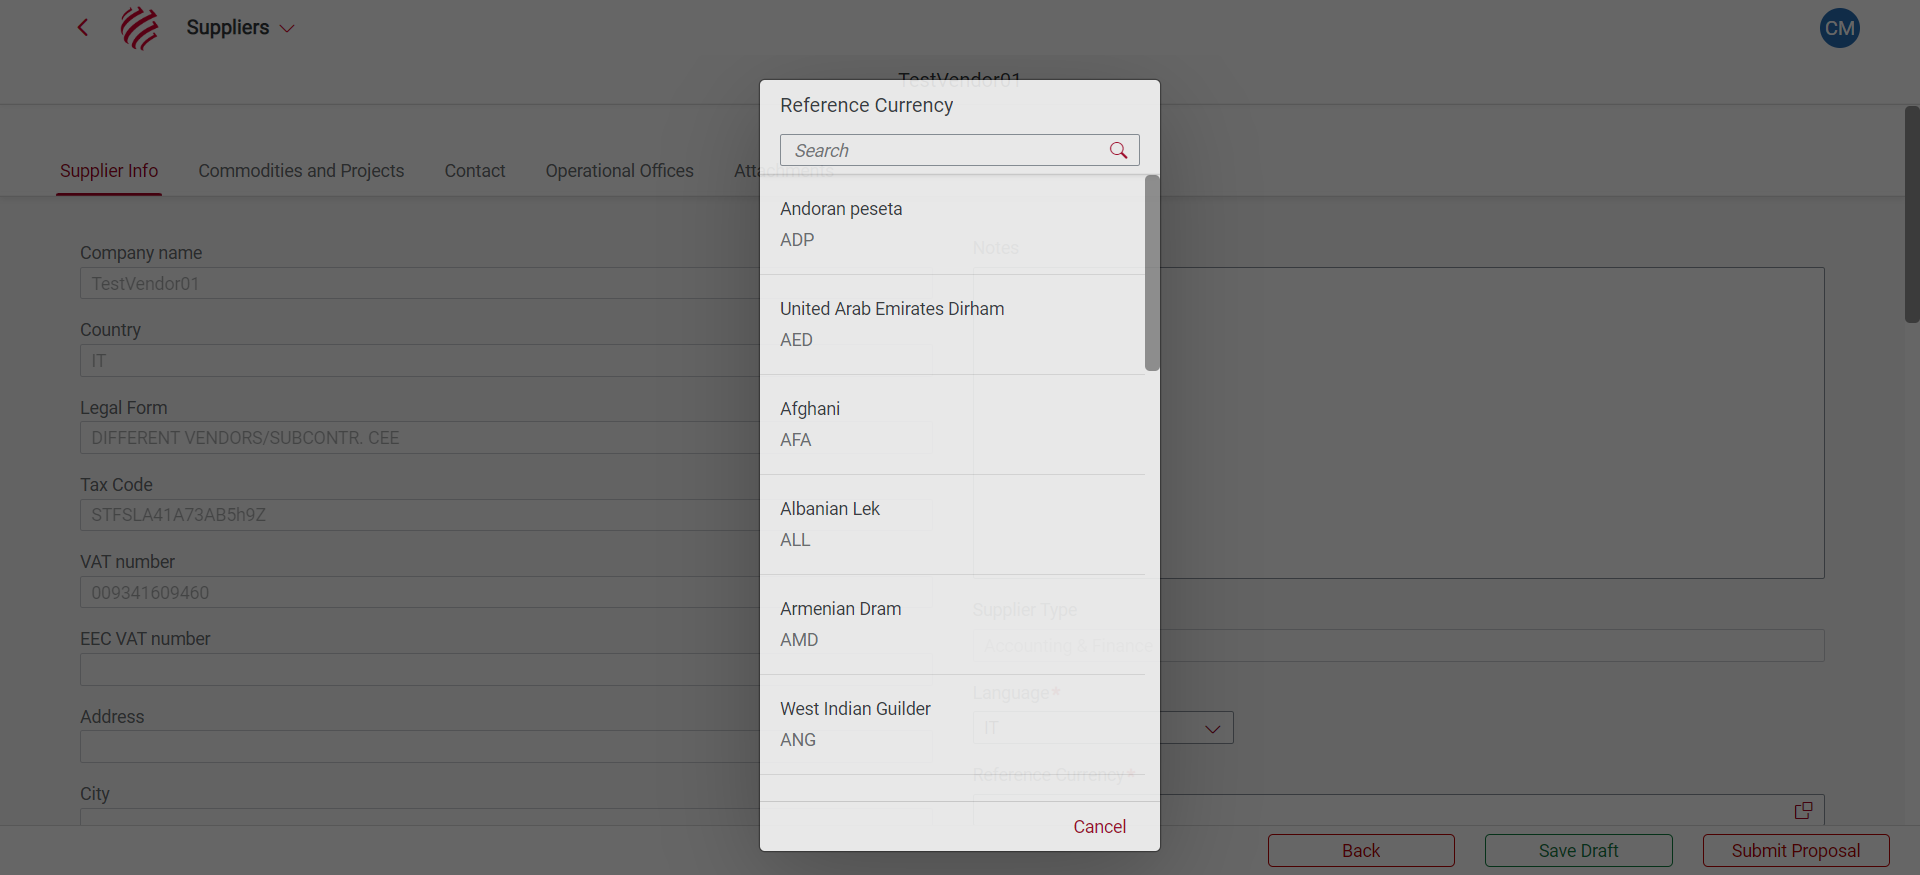 Suppliers
CM
TestVendor01
Reference Currency
Search
Supplier Info
Commodities and Projects
Contact
Operational Offices
Attachments
Andoran peseta
ADP
United Arab Emirates Dirham
AED
Afghani
AFA
Albanian Lek
ALL
Armenian Dram
AMD
West Indian Guilder
ANG
Cancel
Company name
TestVendor01
Country
IT
Legal Form
DIFFERENT VENDORS/SUBCONTR. CEE
Tax Code
STFSLA41A73AB5h9Z
VAT number
009341609460
EEC VAT number
Address
City
Notes
Supplier Type
Accounting & Finance
Language*
IT
Reference Currency*
Back
Save Draft
Submit Proposal